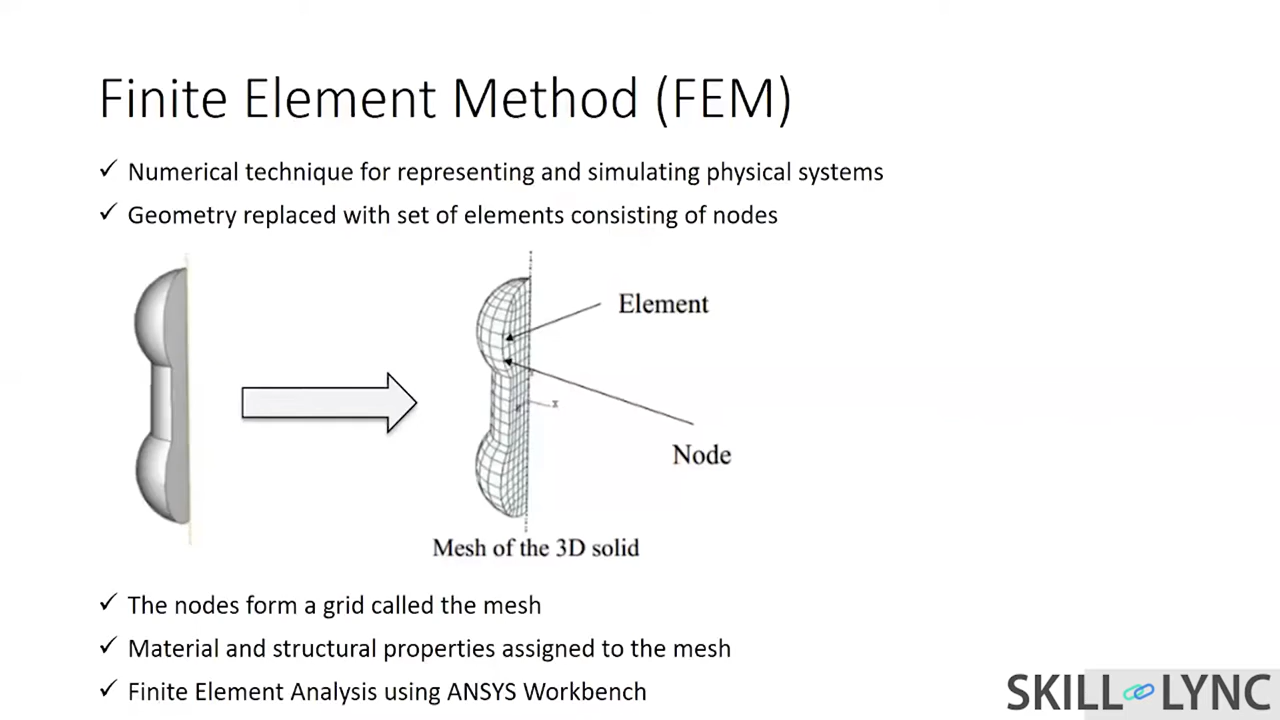 Finite Element Method (FEM)
✓ Numerical technique for representing and simulating physical systems
✓ Geometry replaced with set of elements consisting of nodes
Element
x
Node
Mesh of the 3D solid
✓ The nodes form a grid called the mesh
✓ Material and structural properties assigned to the mesh
✓ Finite Element Analysis using ANSYS Workbench
SKILL LYNC